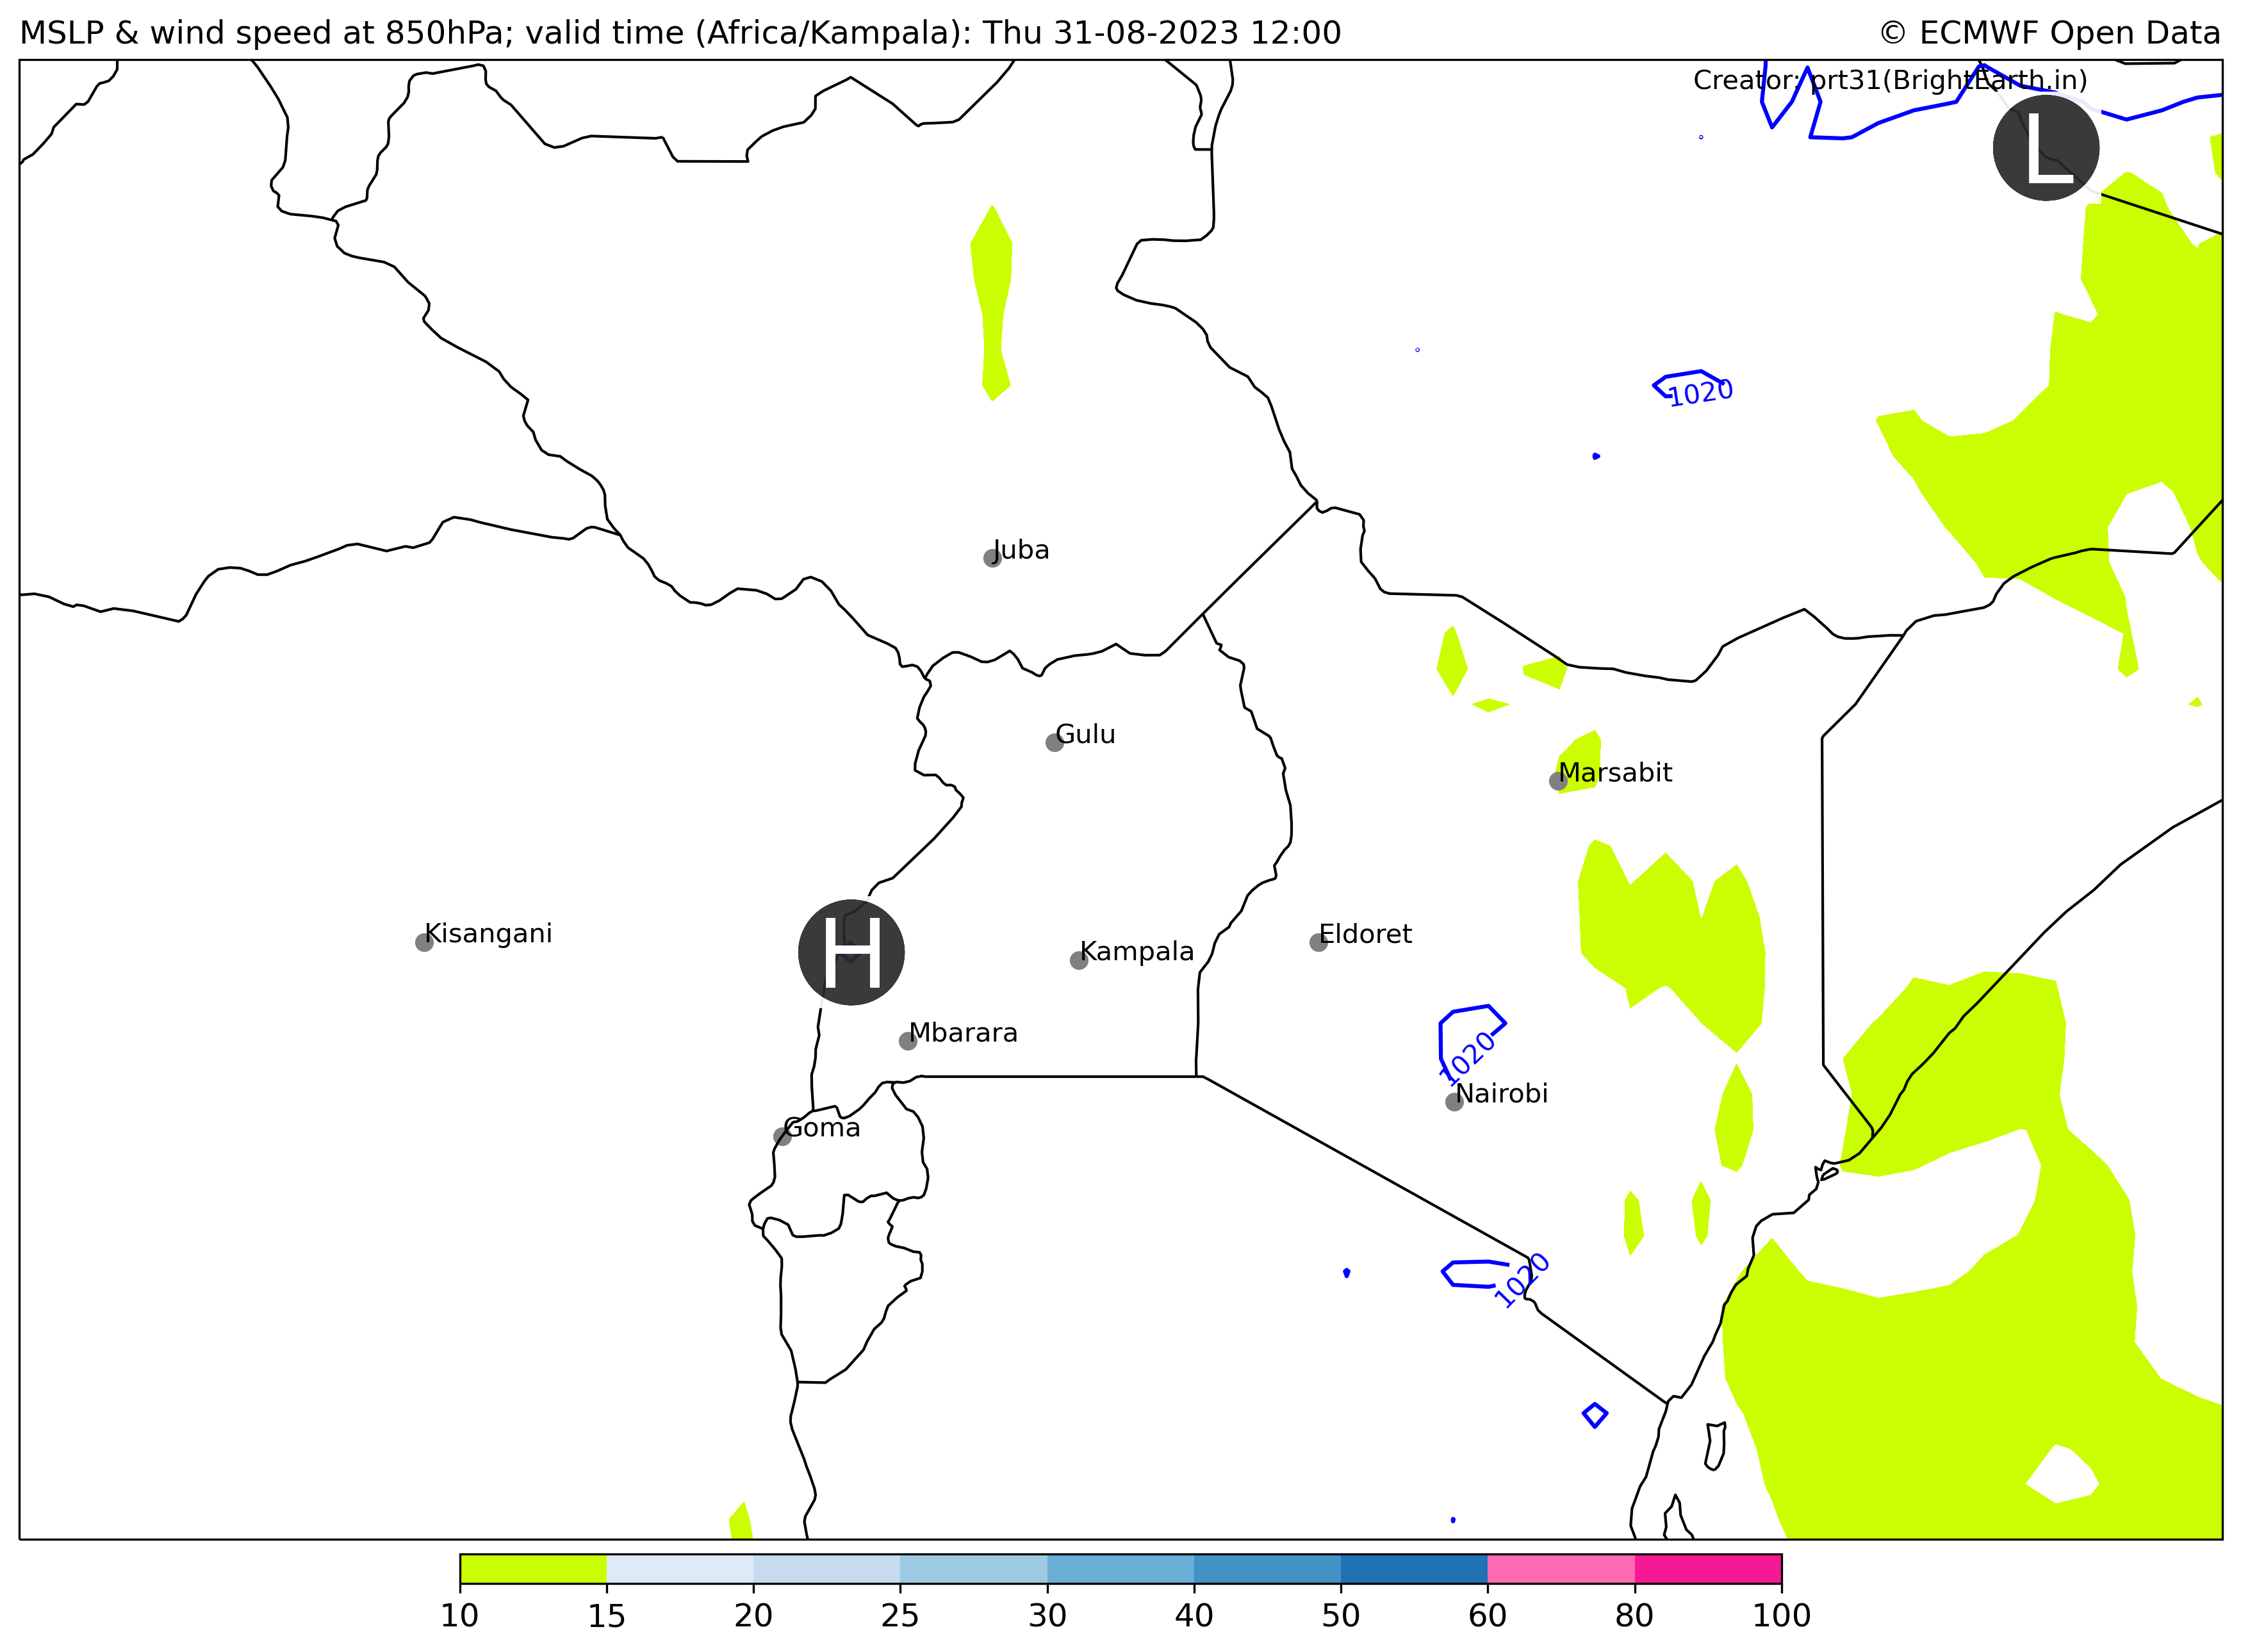 MSLP & wind speed at 850hPa; valid time (Africa/Kampala): Thu 31-08-2023 12:00
© ECMWF Open Data
Creator: prt31(BrightEarth.in)
L
1020
Juba
Gulu
Marsabit
Kisangani
H
Kampala
Eldoret
Mbarara
1020
Nairobi
Goma
1020
10 15 20 25 30 40 50 60 80 100